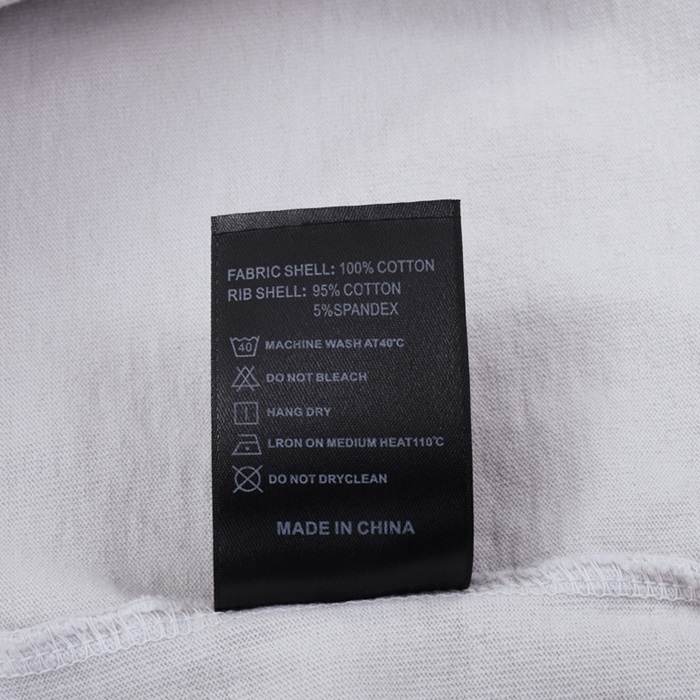 FABRIC SHELL: 100% COTTON
RIB SHELL: 95% COTTON
5%SPANDEX
40 MACHINE WASH AT40°C
DO NOT BLEACH
HANG DRY
LRON ON MEDIUM HEAT110°C
DO NOT DRYCLEAN
MADE IN CHINA